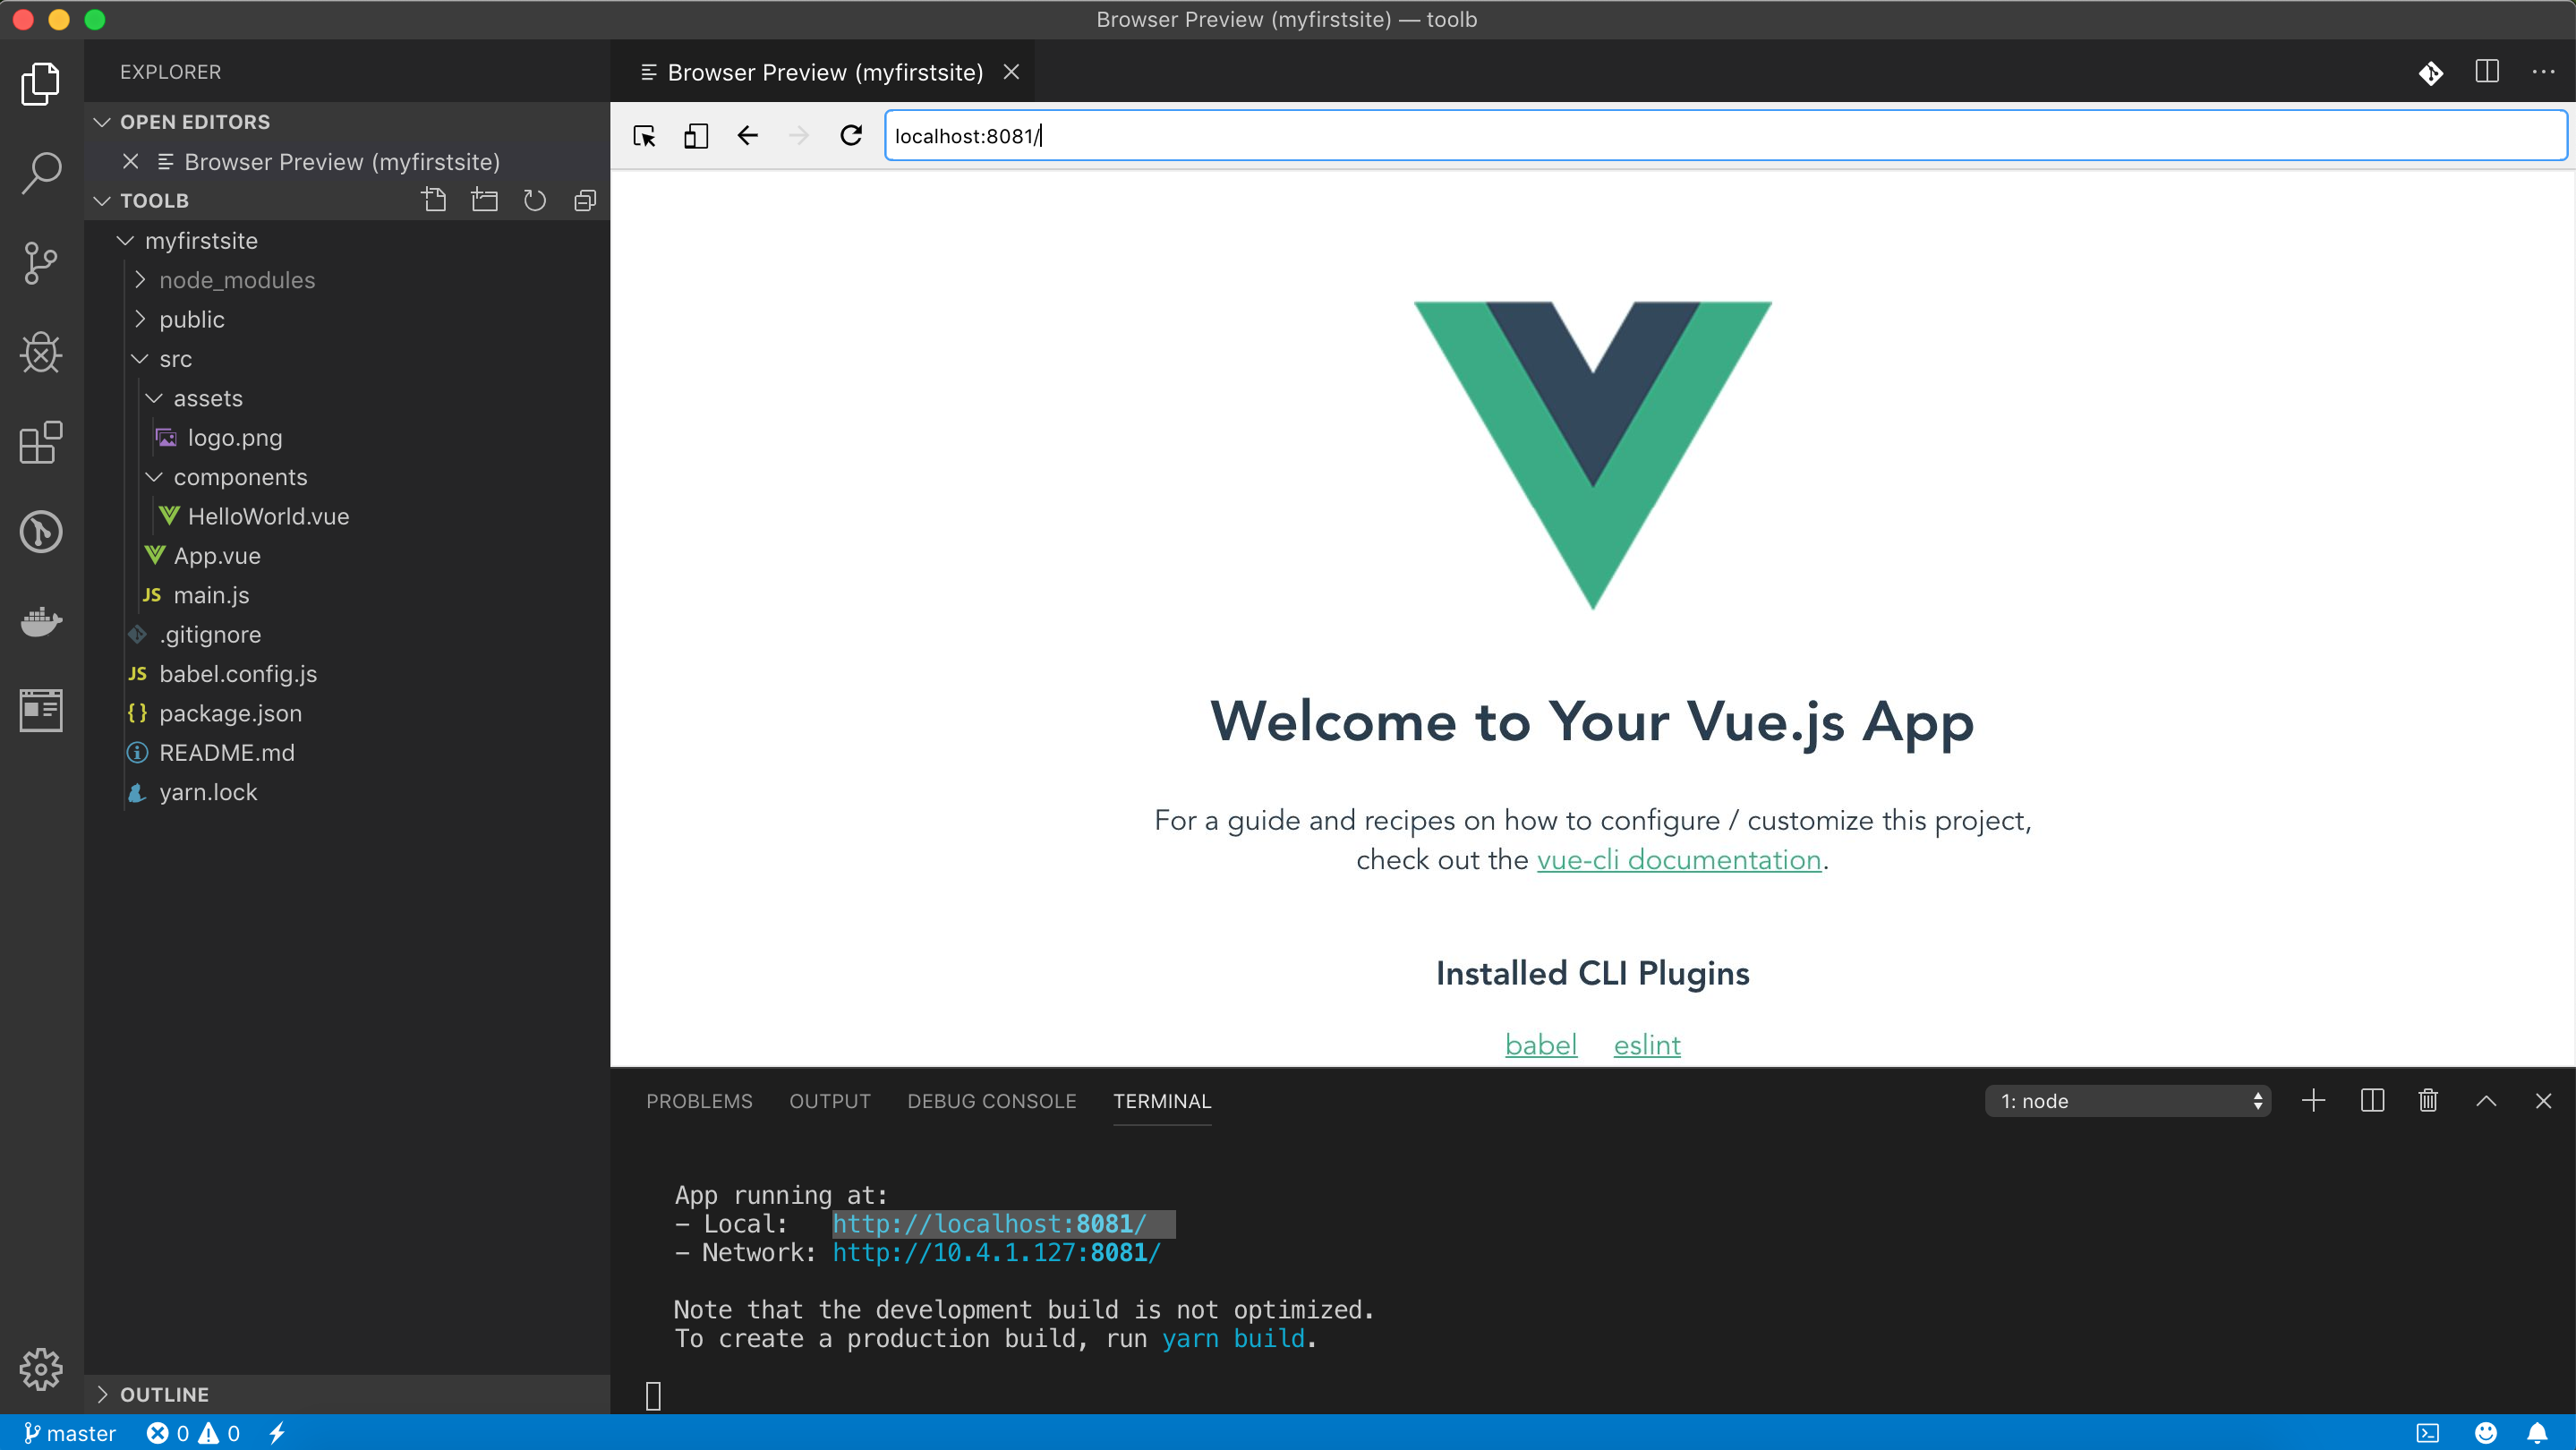 Browser Preview (myfirstsite) — toolb
EXPLORER
OPEN EDITORS
Browser Preview (myfirstsite)
TOOLB
myfirstsite
node_modules
public
src
assets
logo.png
components
HelloWorld.vue
App.vue
JS main.js
.gitignore
JS babel.config.js
{} package.json
README.md
yarn.lock
OUTLINE
Browser Preview (myfirstsite)
localhost:8081/
Welcome to Your Vue.js App
For a guide and recipes on how to configure / customize this project,
check out the vue-cli documentation.
Installed CLI Plugins
babel eslint
PROBLEMS OUTPUT DEBUG CONSOLE TERMINAL 1: node
App running at:
- Local: http://localhost:8081/
- Network: http://10.4.1.127:8081/
Note that the development build is not optimized.
To create a production build, run yarn build.
master 0 0